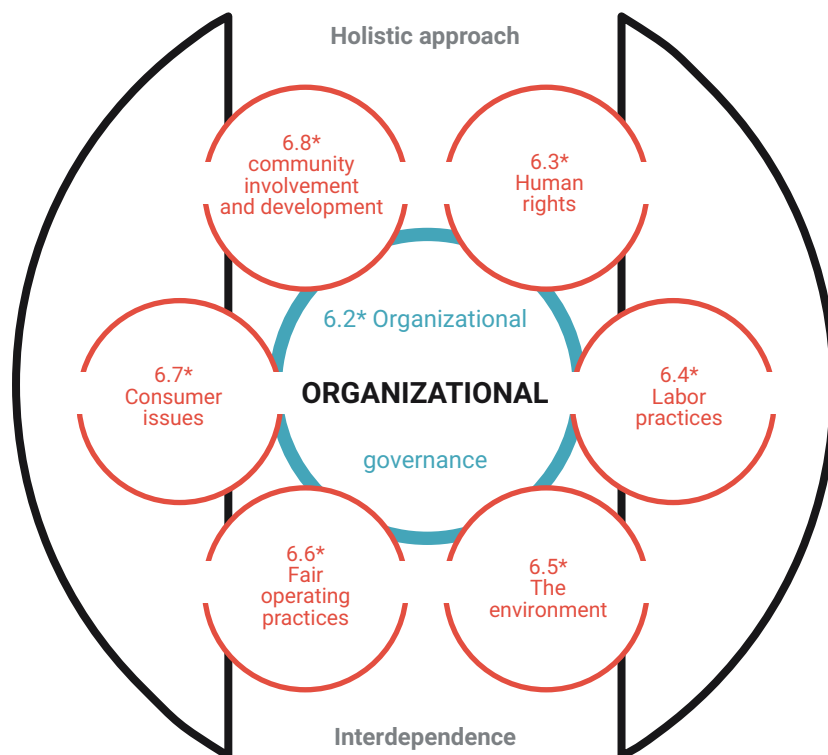 Holistic approach
6.8*
community
involvement
and development
6.3*
Human
rights
6.2* Organizational
6.7*
Consumer
issues
ORGANIZATIONAL
6.4*
Labor
practices
governance
6.6*
Fair
operating
practices
6.5*
The
environment
Interdependence